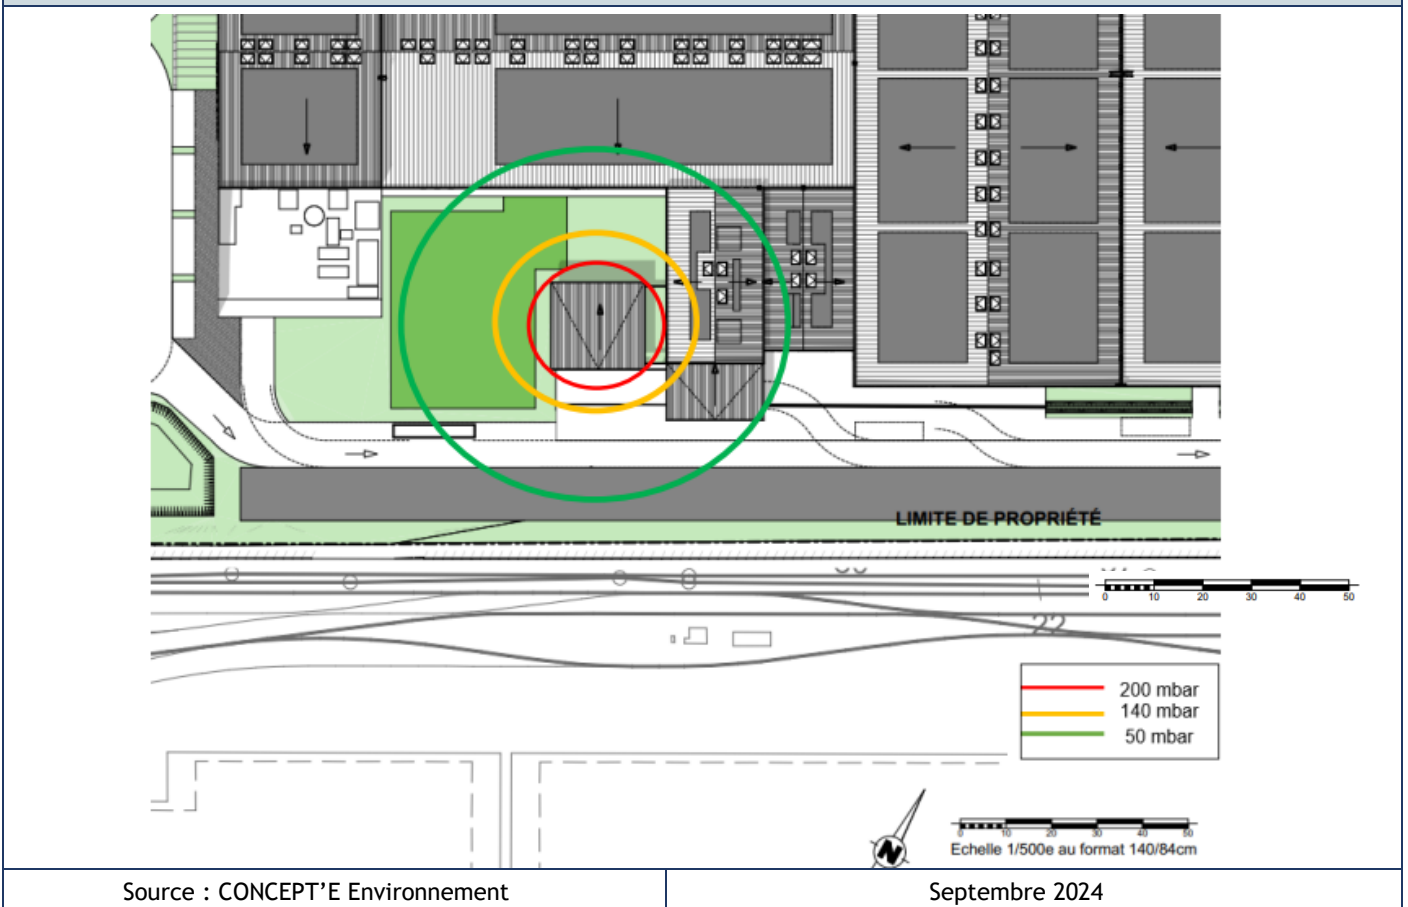 LIMITE DE PROPRIÉTÉ
0 10 20 30 40 50
22
200 mbar
140 mbar
50 mbar
N
0 10 20 30 40 50
Echelle 1/500e au format 140/84cm
Source : CONCEPT'E Environnement
Septembre 2024